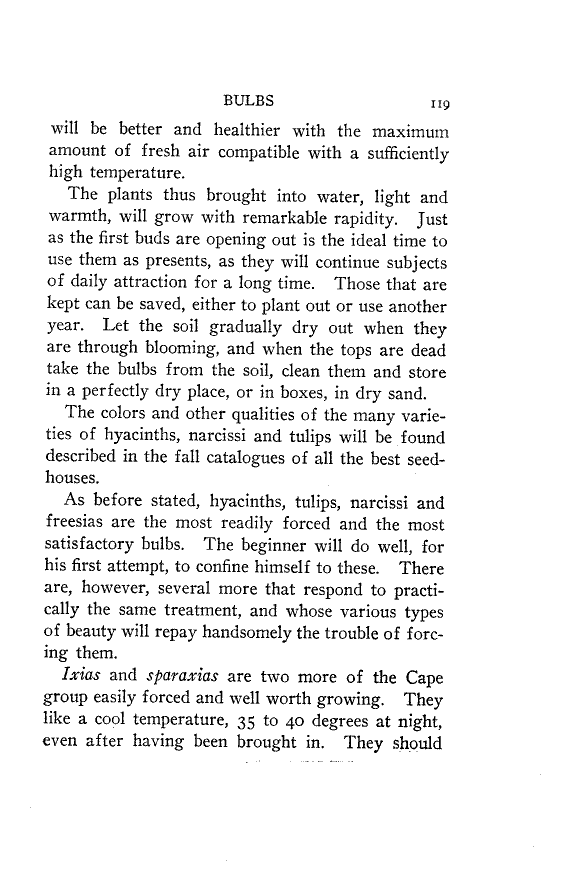 BULBS 119
will be better and healthier with the maximum
amount of fresh air compatible with a sufficiently
high temperature.
The plants thus brought into water, light and
warmth, will grow with remarkable rapidity. Just
as the first buds are opening out is the ideal time to
use them as presents, as they will continue subjects
of daily attraction for a long time. Those that are
kept can be saved, either to plant out or use another
year. Let the soil gradually dry out when they
are through blooming, and when the tops are dead
take the bulbs from the soil, clean them and store
in a perfectly dry place, or in boxes, in dry sand.
The colors and other qualities of the many varie-
ties of hyacinths, narcissi and tulips will be found
described in the fall catalogues of all the best seed-
houses.
As before stated, hyacinths, tulips, narcissi and
freesias are the most readily forced and the most
satisfactory bulbs. The beginner will do well, for
his first attempt, to confine himself to these. There
are, however, several more that respond to practi-
cally the same treatment, and whose various types
of beauty will repay handsomely the trouble of forc-
ing them.
Ixias and sparaxias are two more of the Cape
group easily forced and well worth growing. They
like a cool temperature, 35 to 40 degrees at night,
even after having been brought in. They should